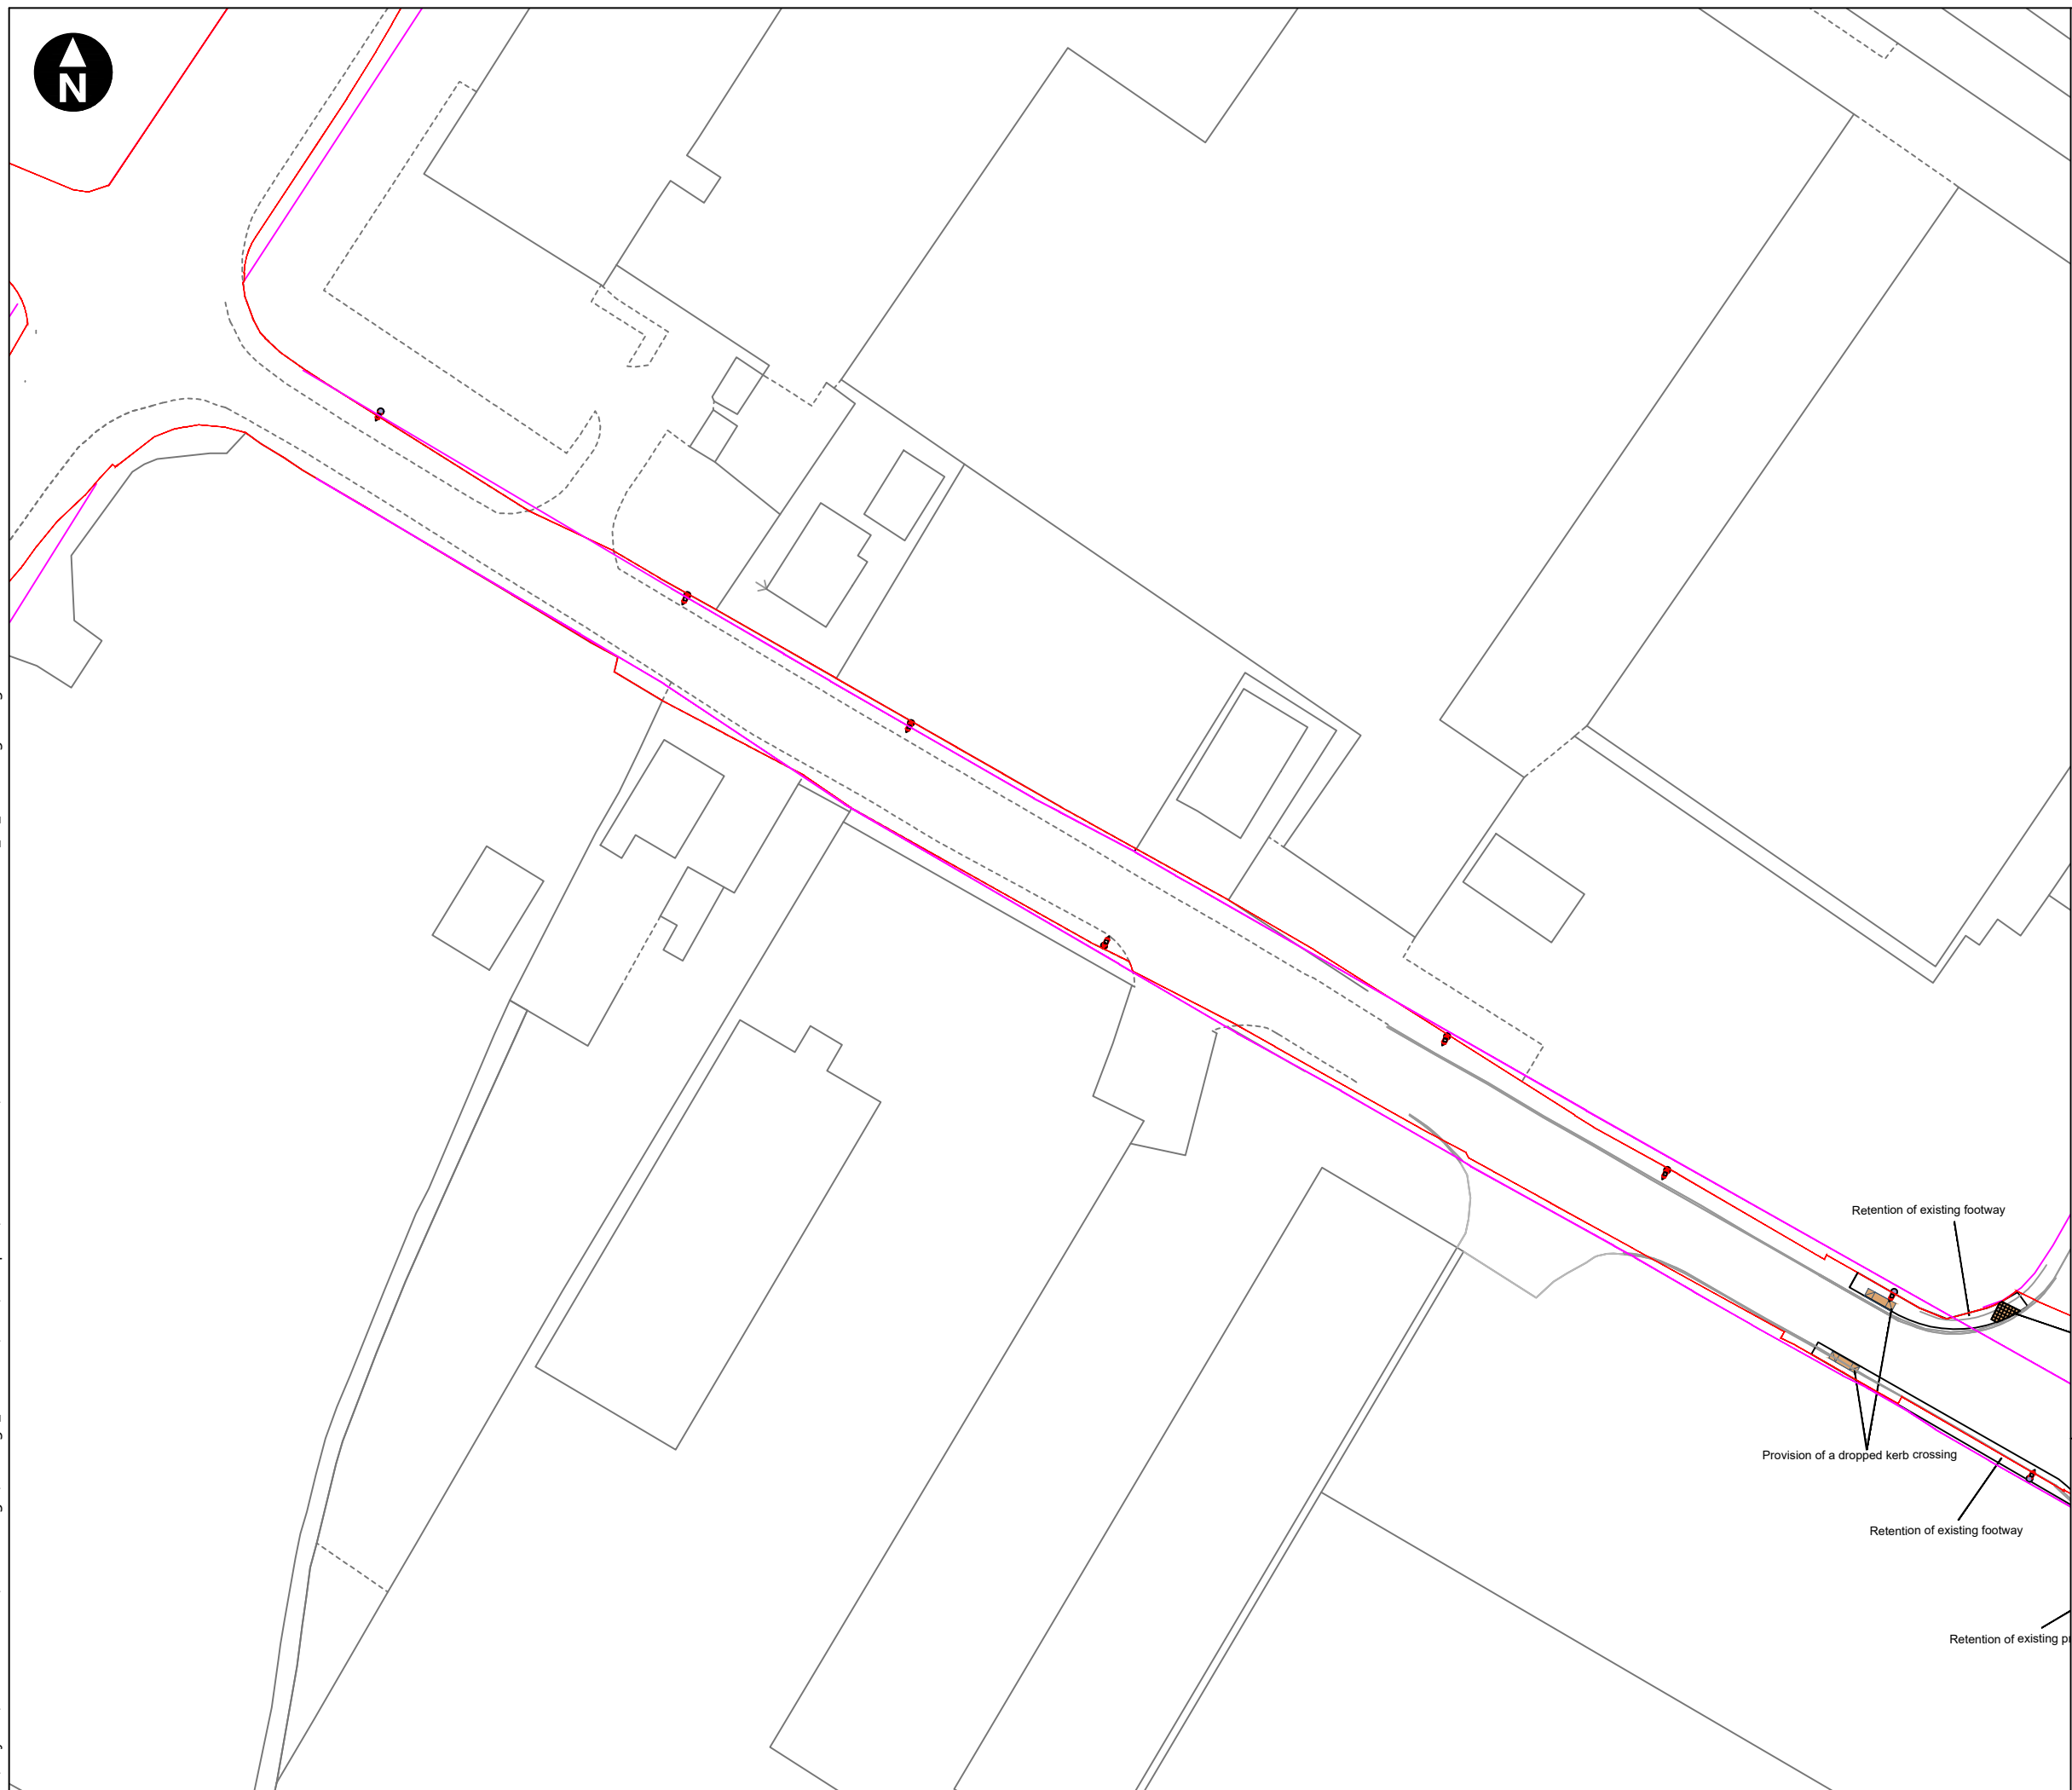 N
Retention of existing footway
Provision of a dropped kerb crossing
Retention of existing footway
Retention of existing